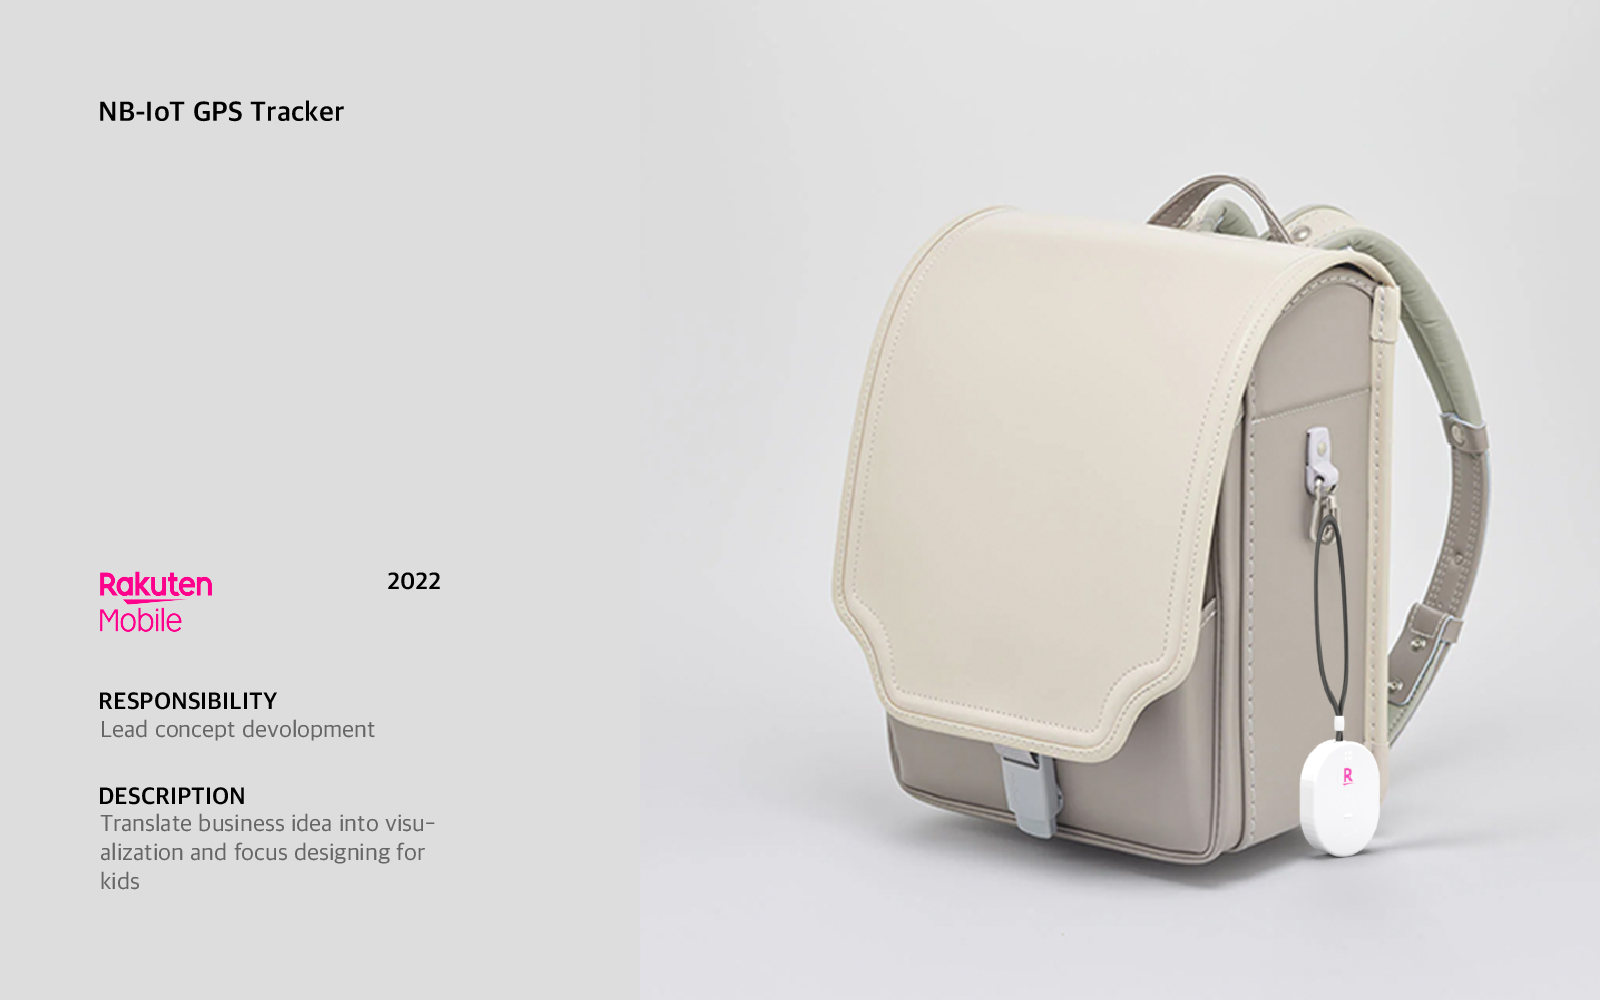 NB-IoT GPS Tracker
Rakuten
Mobile
2022
RESPONSIBILITY
Lead concept devolopment
DESCRIPTION
Translate business idea into visu-
alization and focus designing for
kids
R